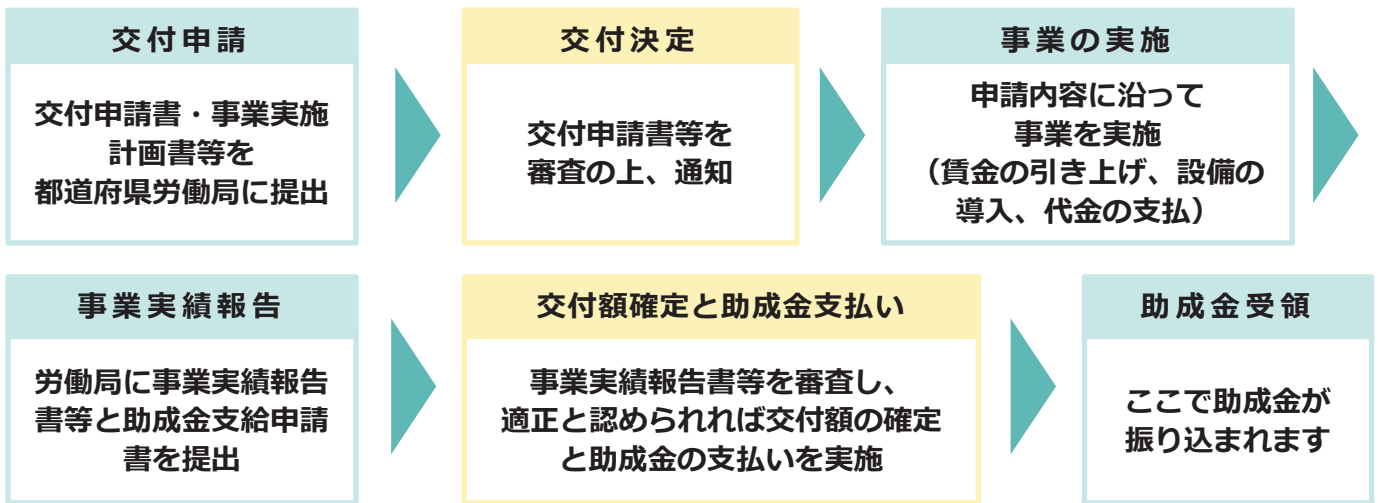 交付申請
交付申請書・事業実施
計画書等を
都道府県労働局に提出
交付決定
交付申請書等を
審査の上、通知
事業の実施
申請内容に沿って
事業を実施
（賃金の引き上げ、設備の
導入、代金の支払）
事業実績報告
労働局に事業実績報告
書等と助成金支給申請
書を提出
交付額確定と助成金支払い
事業実績報告書等を審査し、
適正と認められれば交付額の確定
と助成金の支払いを実施
助成金受領
ここで助成金が
振り込まれます